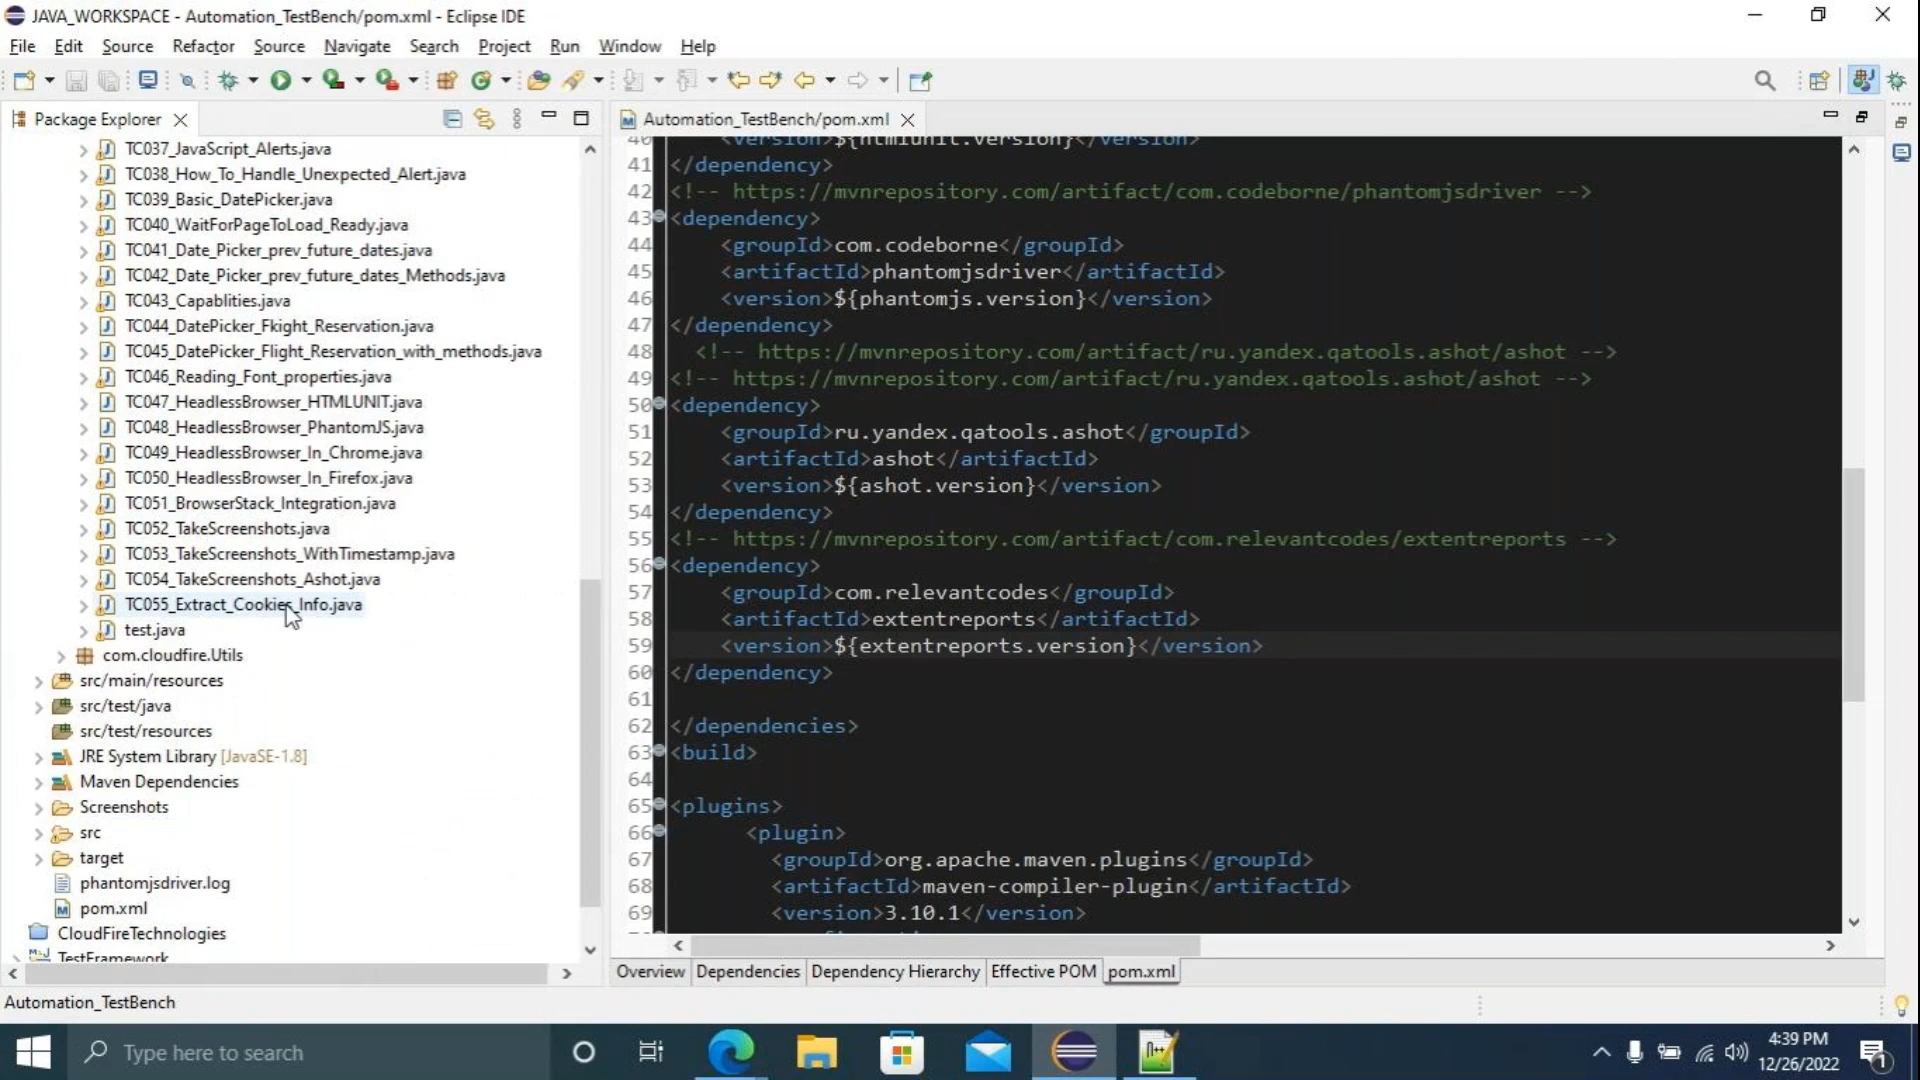 JAVA_WORKSPACE - Automation_TestBench/pom.xml - Eclipse IDE
File Edit Source Refactor Source Navigate Search Project Run Window Help
Package Explorer
TC037_JavaScript_Alerts.java
TC038_How_To_Handle_Unexpected_Alert.java
TC039_Basic_DatePicker.java
TC040_WaitForPageToLoad_Ready.java
TC041_Date_Picker_prev_future_dates.java
TC042_Date_Picker_prev_future_dates_Methods.java
TC043_Capablities.java
TC044_DatePicker_Fkight_Reservation.java
TC045_DatePicker_Flight_Reservation_with_methods.java
TC046_Reading_Font_properties.java
TC047_HeadlessBrowser_HTMLUNIT.java
TC048_HeadlessBrowser_PhantomJS.java
TC049_HeadlessBrowser_In_Chrome.java
TC050_HeadlessBrowser_In_Firefox.java
TC051_BrowserStack_Integration.java
TC052_TakeScreenshots.java
TC053_TakeScreenshots_WithTimestamp.java
TC054_TakeScreenshots_Ashot.java
TC055_Extract_Cookies_Info.java
test.java
com.cloudfire.Utils
src/main/resources
src/test/java
src/test/resources
JRE System Library [JavaSE-1.8]
Maven Dependencies
Screenshots
src
target
phantomjsdriver.log
pom.xml
CloudFireTechnologies
TestFramework
Automation_TestBench/pom.xml
40 <version>${htmlunit.version}</version>
41 </dependency>
42 <!-- https://mvnrepository.com/artifact/com.codeborne/phantomjsdriver -->
43 <dependency>
44 <groupId>com.codeborne</groupId>
45 <artifactId>phantomjsdriver</artifactId>
46 <version>${phantomjs.version}</version>
47 </dependency>
48 <!-- https://mvnrepository.com/artifact/ru.yandex.qatools.ashot/ashot -->
49 <!-- https://mvnrepository.com/artifact/ru.yandex.qatools.ashot/ashot -->
50 <dependency>
51 <groupId>ru.yandex.qatools.ashot</groupId>
52 <artifactId>ashot</artifactId>
53 <version>${ashot.version}</version>
54 </dependency>
55 <!-- https://mvnrepository.com/artifact/com.relevantcodes/extentreports -->
56 <dependency>
57 <groupId>com.relevantcodes</groupId>
58 <artifactId>extentreports</artifactId>
59 <version>${extentreports.version}</version>
60 </dependency>
61
62 </dependencies>
63 <build>
64
65 <plugins>
66 <plugin>
67 <groupId>org.apache.maven.plugins</groupId>
68 <artifactId>maven-compiler-plugin</artifactId>
69 <version>3.10.1</version>
Overview Dependencies Dependency Hierarchy Effective POM pom.xml
Automation_TestBench
Type here to search
4:39 PM
12/26/2022
1